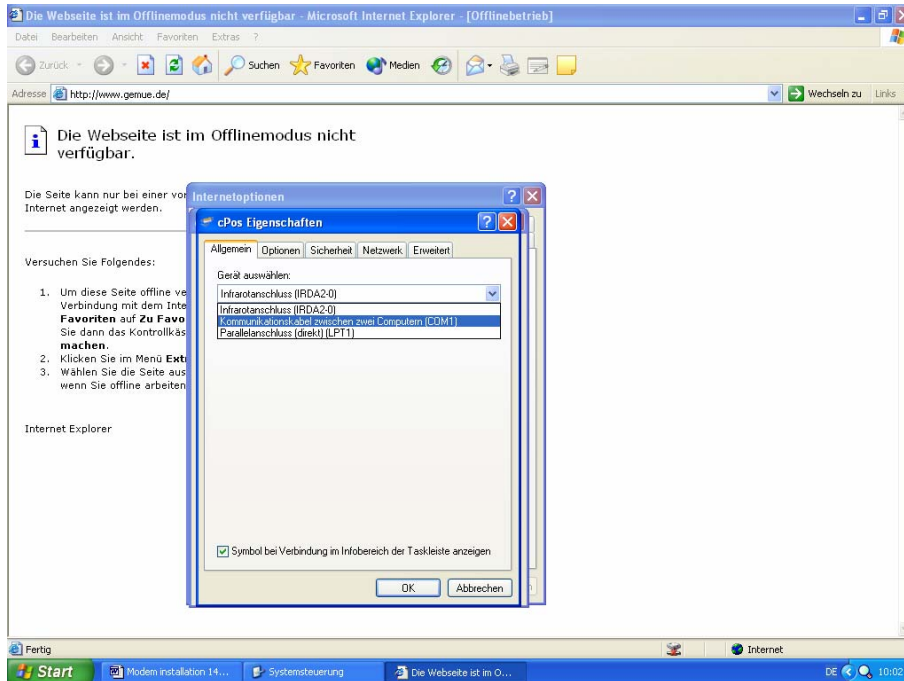 Die Webseite ist im Offlinemodus nicht verfügbar - Microsoft Internet Explorer - [Offlinebetrieb]
Datei Bearbeiten Ansicht Favoriten Extras ?
Zurück Suchen Favoriten Medien
Adresse http://www.gemue.de/ Wechseln zu Links
Die Webseite ist im Offlinemodus nicht
verfügbar.
Die Seite kann nur bei einer vor
Internet angezeigt werden.
Versuchen Sie Folgendes:
1. Um diese Seite offline ve
Verbindung mit dem Inte
Favoriten auf Zu Favo
Sie dann das Kontrollkäs
machen.
2. Klicken Sie im Menü Extr
3. Wählen Sie die Seite aus
wenn Sie offline arbeiten
Internet Explorer
Internetoptionen
cPos Eigenschaften
Allgemein Optionen Sicherheit Netzwerk Erweitert
Gerät auswählen:
Infrarotanschluss (IRDA2-0)
Infrarotanschluss (IRDA2-0)
Kommunikationskabel zwischen zwei Computern (COM1)
Parallelanschluss (direkt) (LPT1)
Symbol bei Verbindung im Infobereich der Taskleiste anzeigen
OK Abbrechen
Fertig Internet
Start Modem installation 14... Systemsteuerung Die Webseite ist im O... DE 10:02